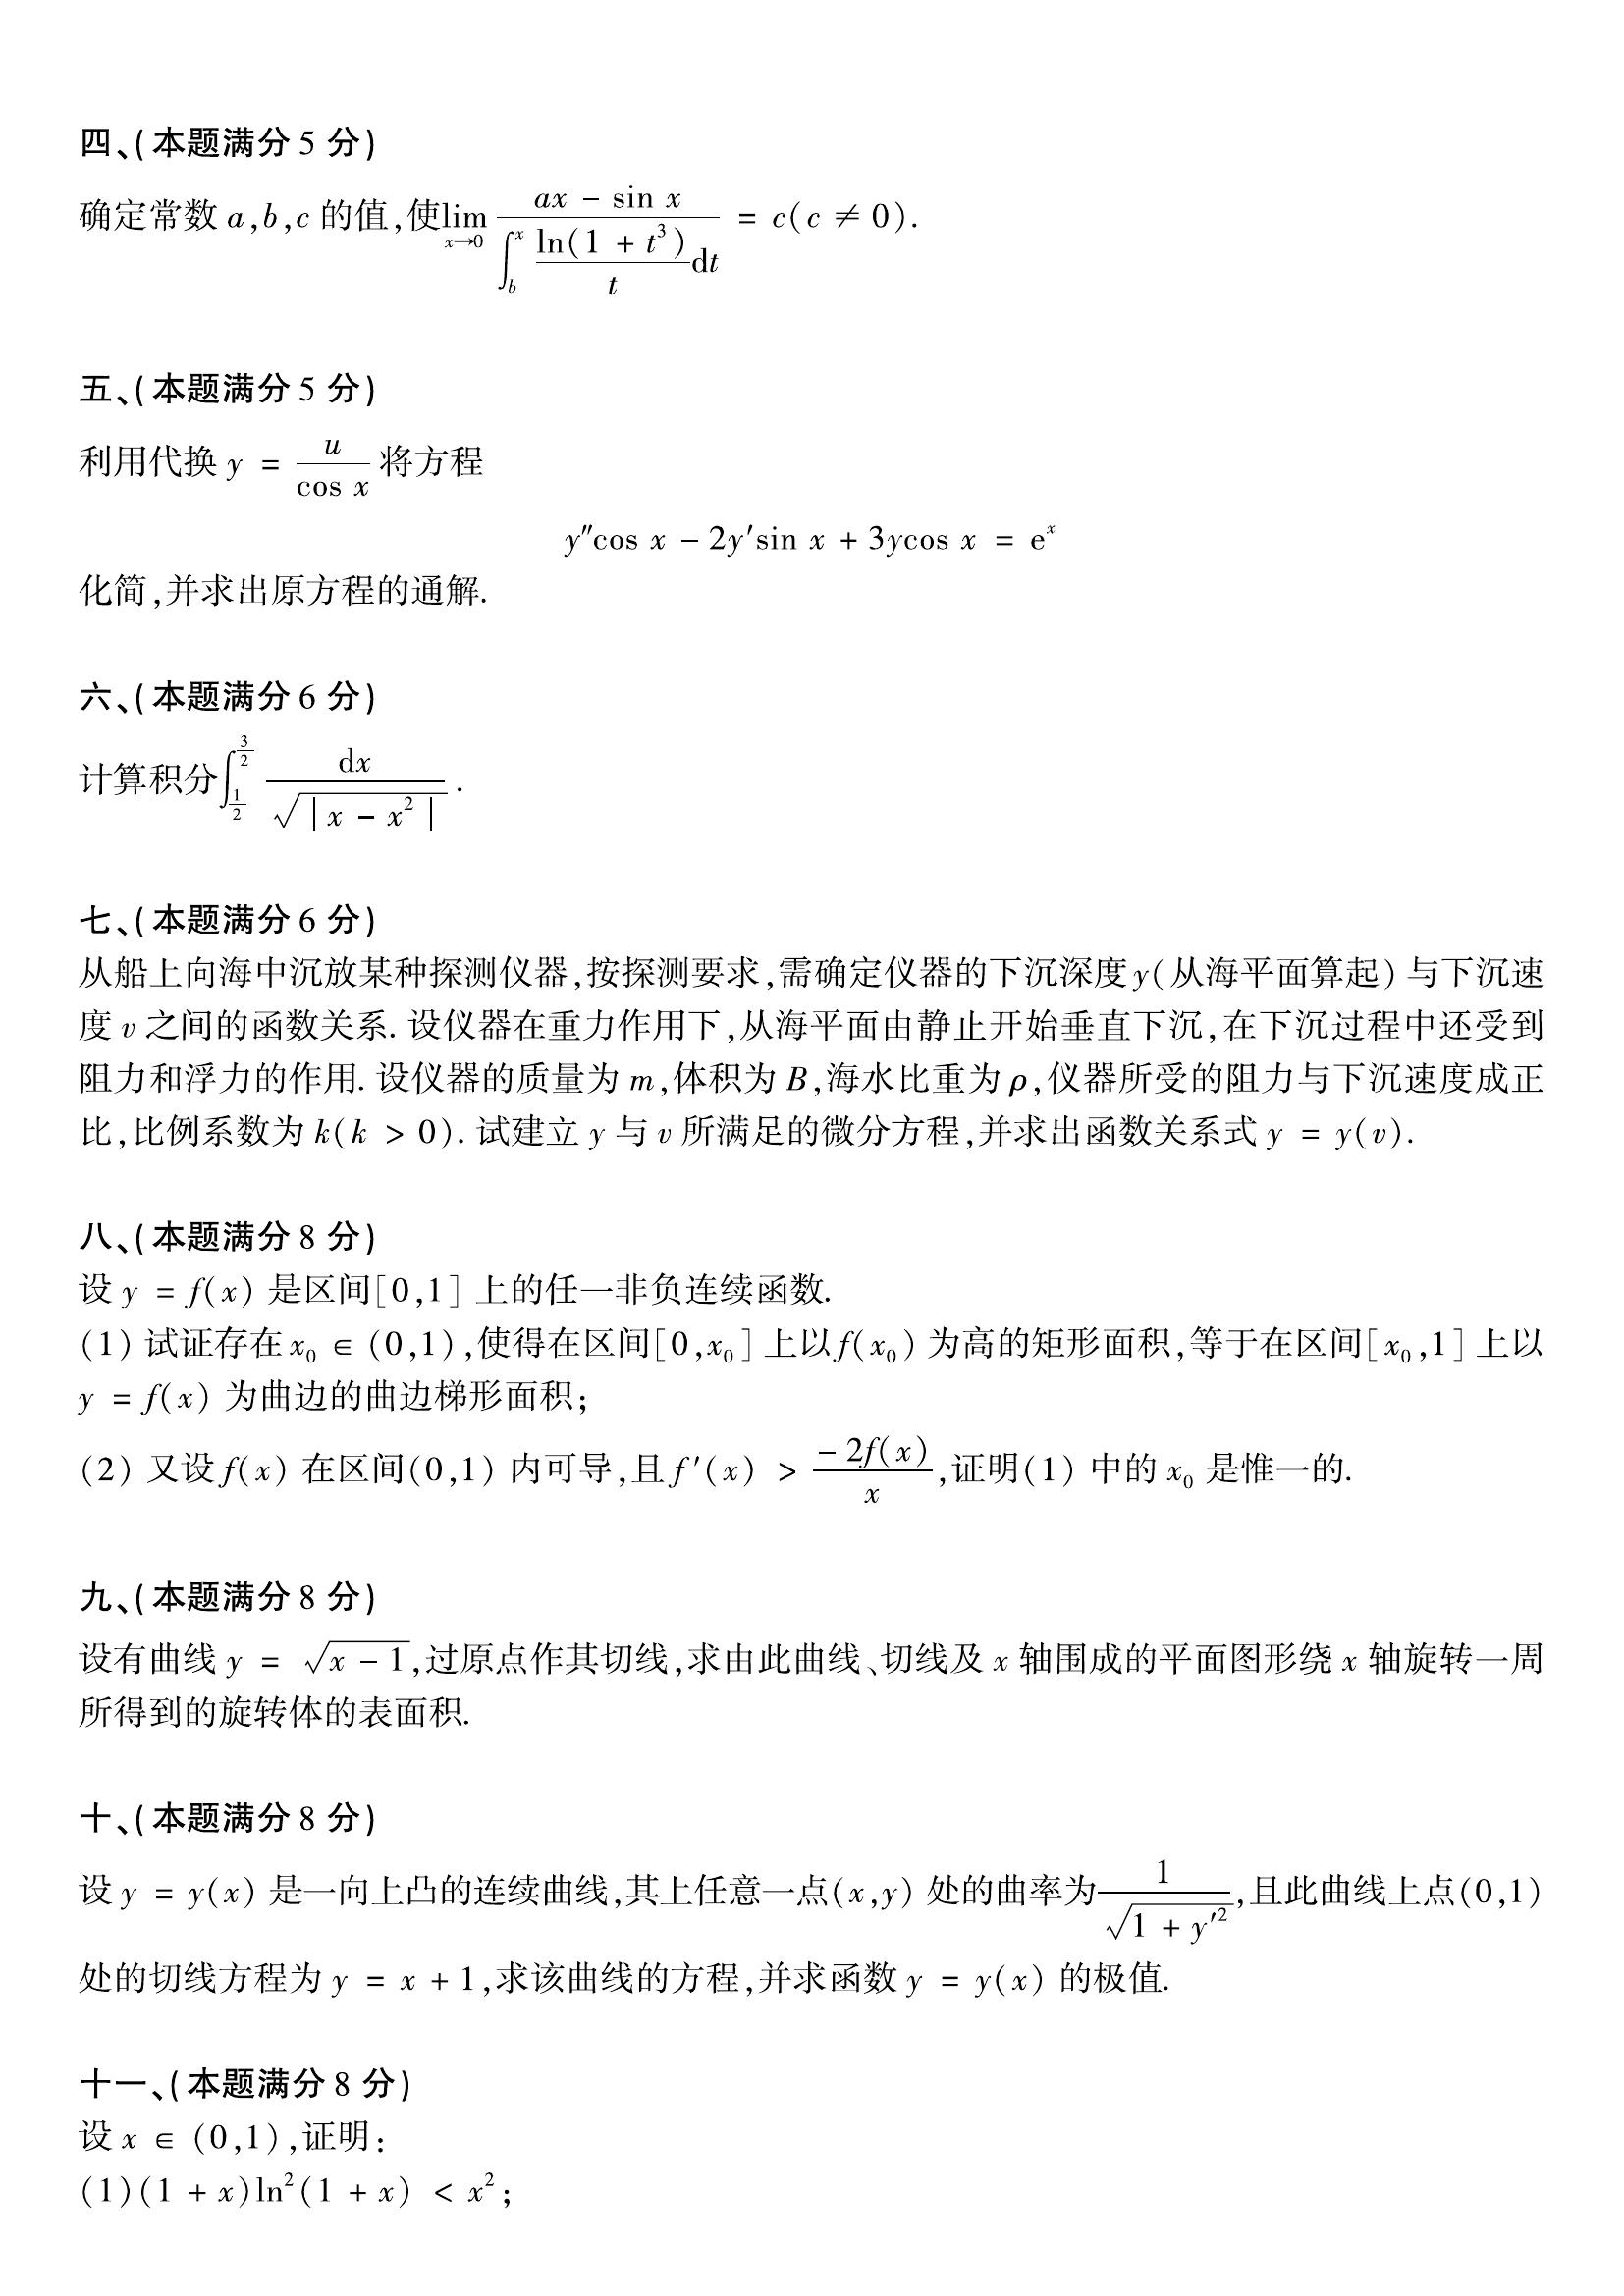 四、(本题满分 5 分)
确定常数 a,b,c 的值,使$\lim\limits_{x\to 0}\dfrac{ax-\sin x}{\int_b^x \dfrac{\ln(1+t^3)}{t}\mathrm{d}t}=c(c\neq 0)$.
五、(本题满分 5 分)
利用代换 $y=\dfrac{u}{\cos x}$ 将方程
$y''\cos x-2y'\sin x+3y\cos x=\mathrm{e}^x$
化简,并求出原方程的通解.
六、(本题满分 6 分)
计算积分$\int_{\frac{1}{2}}^{\frac{3}{2}}\dfrac{\mathrm{d}x}{\sqrt{|x-x^2|}}$.
七、(本题满分 6 分)
从船上向海中沉放某种探测仪器,按探测要求,需确定仪器的下沉深度 y(从海平面算起) 与下沉速
度 v 之间的函数关系. 设仪器在重力作用下,从海平面由静止开始垂直下沉,在下沉过程中还受到
阻力和浮力的作用. 设仪器的质量为 m,体积为 B,海水比重为 ρ,仪器所受的阻力与下沉速度成正
比,比例系数为 k(k > 0). 试建立 y 与 v 所满足的微分方程,并求出函数关系式 y = y(v).
八、(本题满分 8 分)
设 y = f(x) 是区间[0,1] 上的任一非负连续函数.
(1) 试证存在 $x_0$ ∈ (0,1),使得在区间[0,$x_0$] 上以 f($x_0$) 为高的矩形面积,等于在区间[$x_0$,1] 上以
y = f(x) 为曲边的曲边梯形面积;
(2) 又设 f(x) 在区间(0,1) 内可导,且 $f'(x)>\dfrac{-2f(x)}{x}$,证明(1) 中的 $x_0$ 是惟一的.
九、(本题满分 8 分)
设有曲线 $y=\sqrt{x-1}$,过原点作其切线,求由此曲线、切线及 x 轴围成的平面图形绕 x 轴旋转一周
所得到的旋转体的表面积.
十、(本题满分 8 分)
设 y = y(x) 是一向上凸的连续曲线,其上任意一点(x,y) 处的曲率为$\dfrac{1}{\sqrt{1+y'^2}}$,且此曲线上点(0,1)
处的切线方程为 y = x + 1,求该曲线的方程,并求函数 y = y(x) 的极值.
十一、(本题满分 8 分)
设 x ∈ (0,1),证明:
(1)$(1+x)\ln^2(1+x)<x^2$;